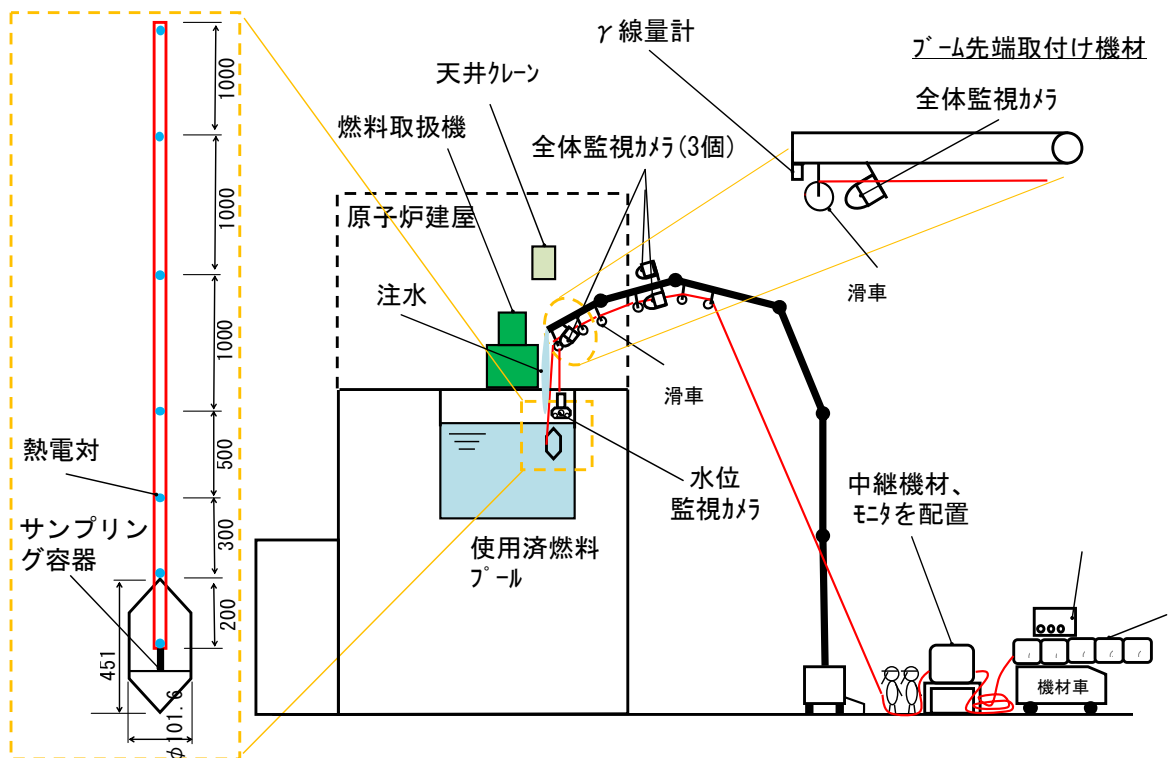 γ線量計
ブーム先端取付け機材
全体監視カメラ
滑車
天井クレーン
燃料取扱機
全体監視カメラ(3個)
原子炉建屋
注水
滑車
水位
監視カメラ
使用済燃料
プール
中継機材、
モニタを配置
機材車
1000
1000
1000
500
300
200
熱電対
サンプリン
グ容器
451
φ101.6